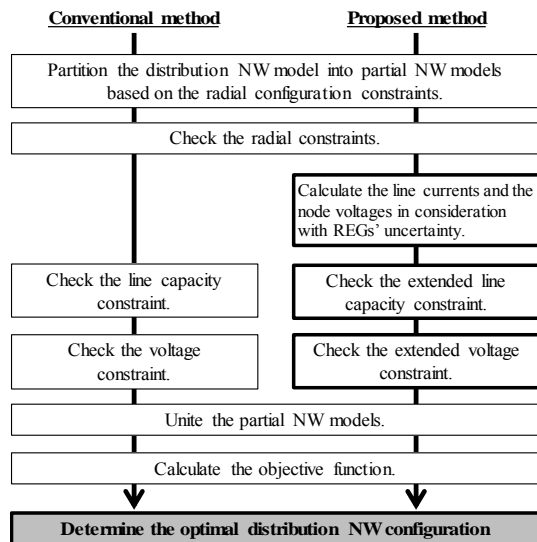 Conventional method
Proposed method
Partition the distribution NW model into partial NW models
based on the radial configuration constraints.
Check the radial constraints.
Calculate the line currents and the
node voltages in consideration
with REGs' uncertainty.
Check the line capacity
constraint.
Check the extended line
capacity constraint.
Check the voltage
constraint.
Check the extended voltage
constraint.
Unite the partial NW models.
Calculate the objective function.
Determine the optimal distribution NW configuration